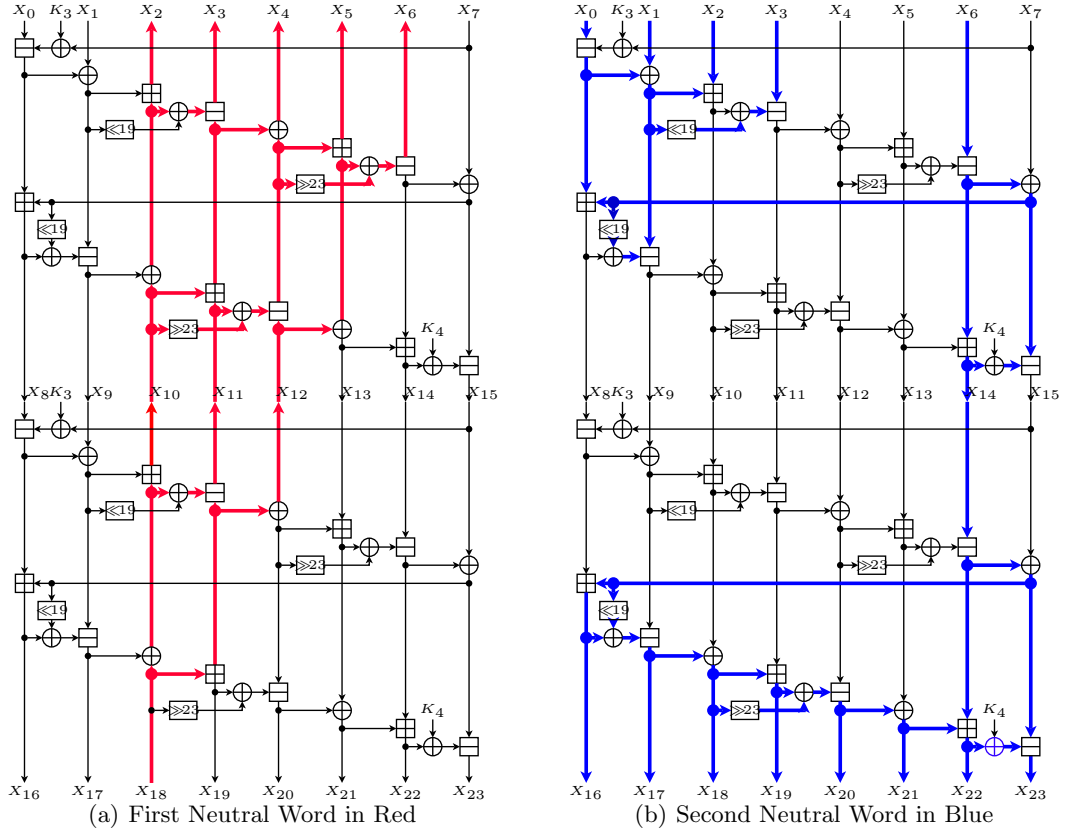 X0 K3 X1 X2 X3 X4 X5 X6 X7 X0 K3 X1 X2 X3 X4 X5 X6 X7
≪19 ≪19
≫23 ≫23
≪19 ≪19
≫23 K4 ≫23 K4
X8 K3 X9 X10 X11 X12 X13 X14 X15 X8 K3 X9 X10 X11 X12 X13 X14 X15
≪19 ≪19
≫23 ≫23
≪19 ≪19
≫23 K4 ≫23 K4
X16 X17 X18 X19 X20 X21 X22 X23 X16 X17 X18 X19 X20 X21 X22 X23
(a) First Neutral Word in Red (b) Second Neutral Word in Blue